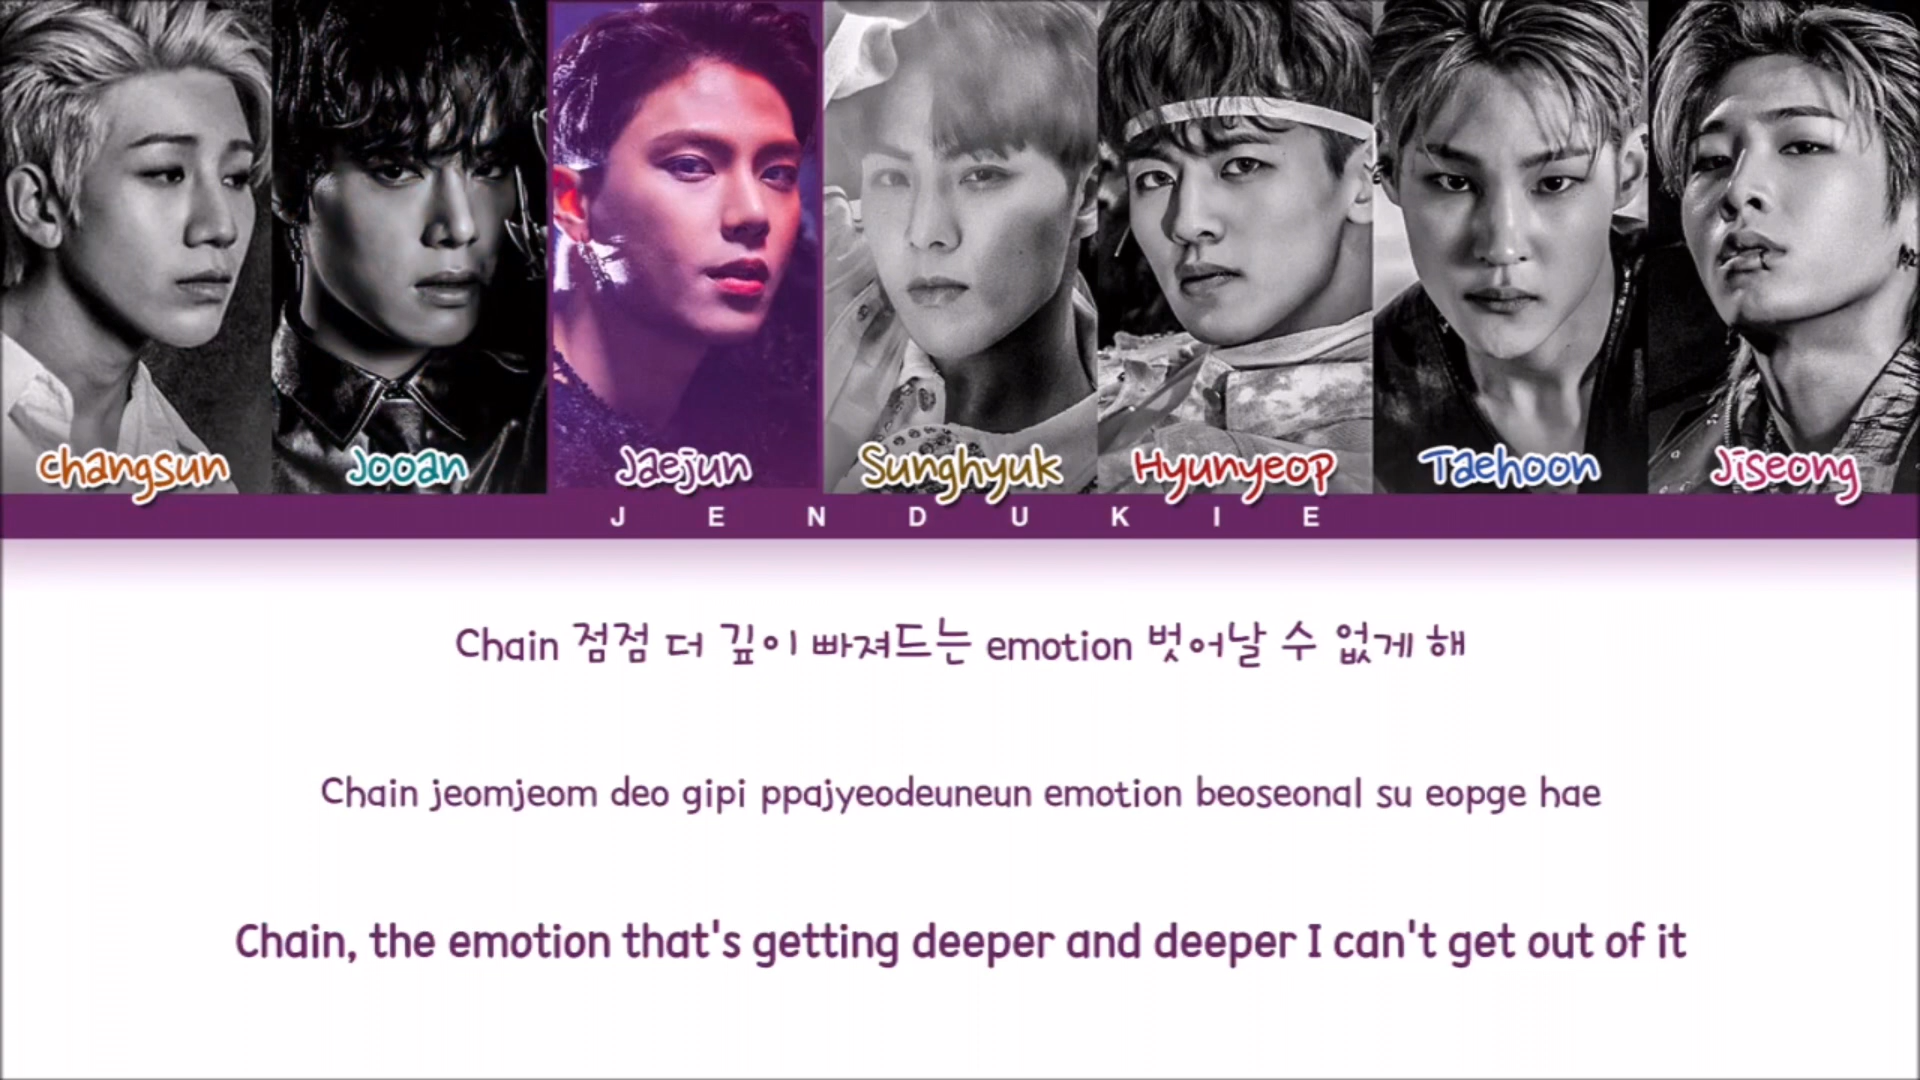 Changsun Jooan Jaejun Sunghyuk Hyunyeop Taehoon Jiseong
JENDUKIE
Chain 점점 더 깊이 빠져드는 emotion 벗어날 수 없게 해
Chain jeomjeom deo gipi ppajyeodeuneun emotion beoseonal su eopge hae
Chain, the emotion that's getting deeper and deeper I can't get out of it